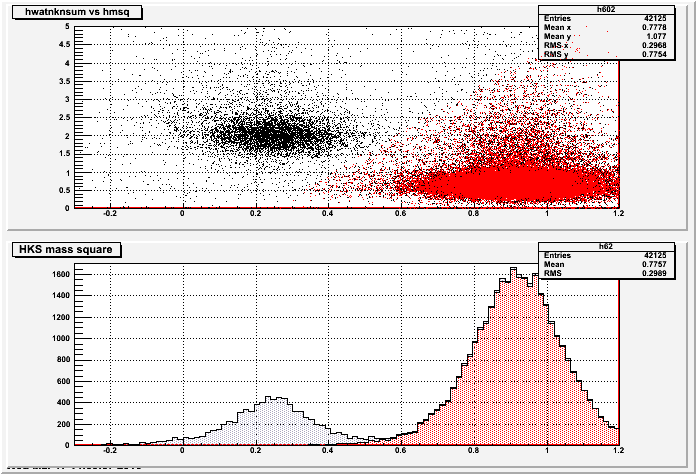 hwatnknsum vs hmsq
h602
Entries 42125
Mean x 0.7778
Mean y 1.077
RMS x 0.2968
RMS y 0.7754
5
4.5
4
3.5
3
2.5
2
1.5
1
0.5
0
-0.2 0 0.2 0.4 0.6 0.8 1 1.2
HKS mass square
h62
Entries 42125
Mean 0.7757
RMS 0.2989
1600
1400
1200
1000
800
600
400
200
0
-0.2 0 0.2 0.4 0.6 0.8 1 1.2